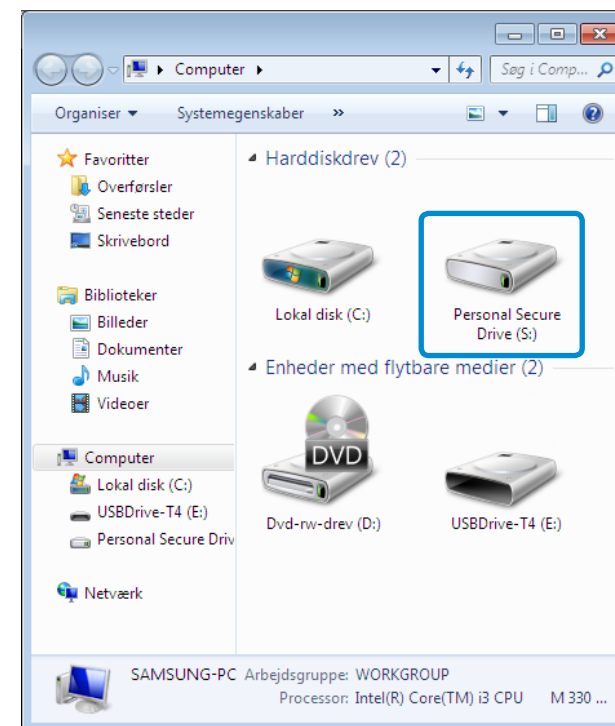 Computer
Søg i Comp...
Organiser
Systemegenskaber
»
Favoritter
Overførsler
Seneste steder
Skrivebord
Biblioteker
Billeder
Dokumenter
Musik
Videoer
Computer
Lokal disk (C:)
USBDrive-T4 (E:)
Personal Secure Driv
Netværk
Harddiskdrev (2)
Lokal disk (C:)
Personal Secure
Drive (S:)
Enheder med flytbare medier (2)
DVD
Dvd-rw-drev (D:)
USBDrive-T4 (E:)
SAMSUNG-PC Arbejdsgruppe: WORKGROUP
Processor: Intel(R) Core(TM) i3 CPU M 330 ...